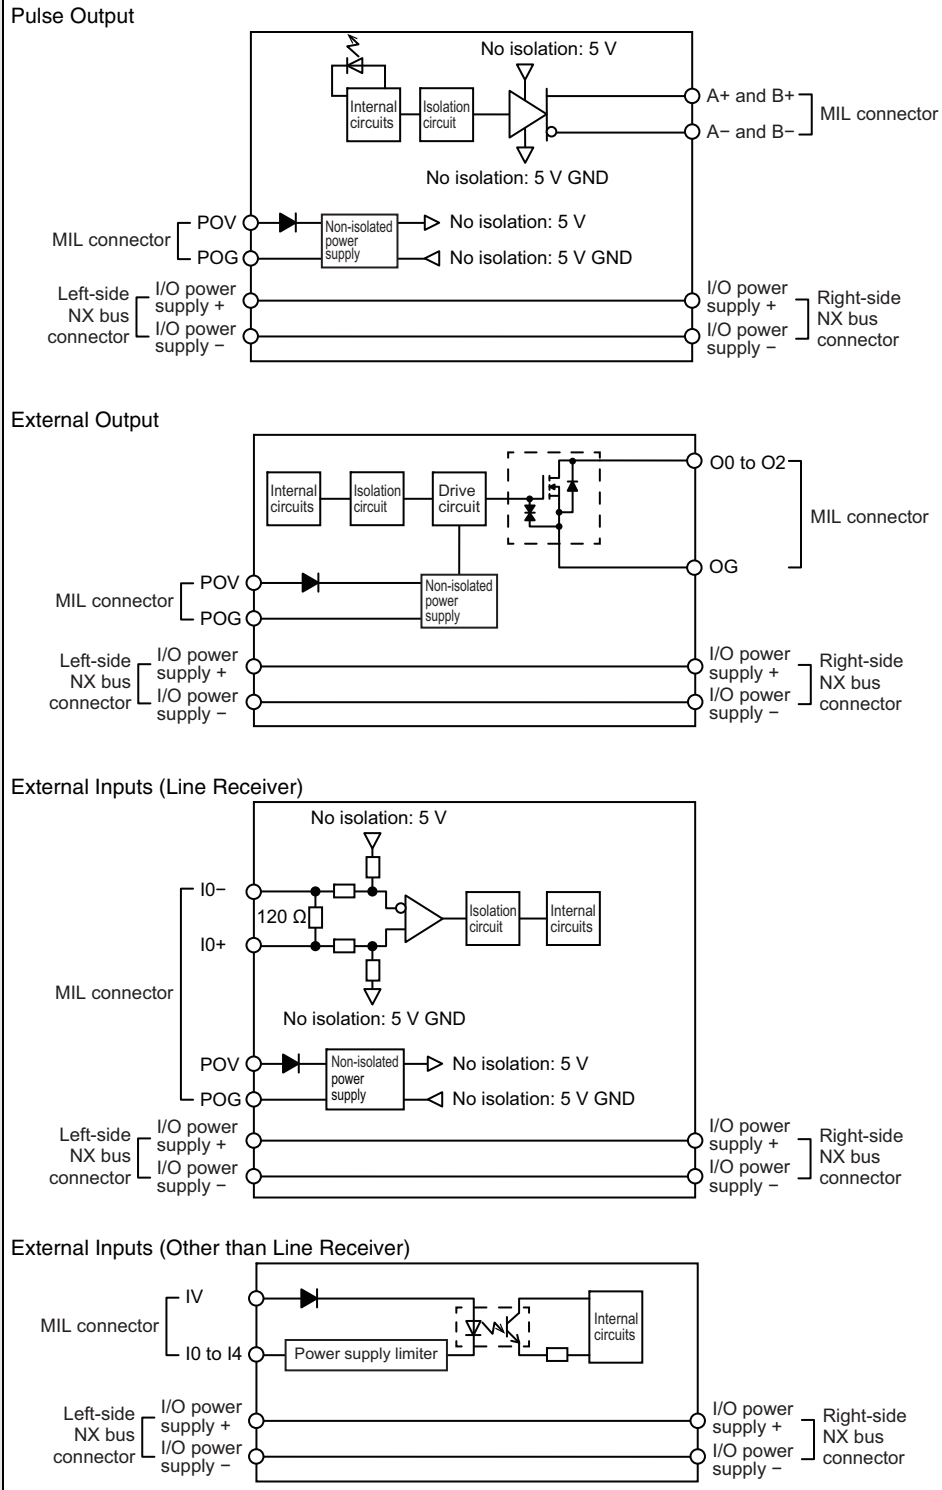 Pulse Output
No isolation: 5 V
Internal
circuits
Isolation
circuit
A+ and B+
A− and B−
MIL connector
No isolation: 5 V GND
MIL connector
POV
POG
Non-isolated
power
supply
No isolation: 5 V
No isolation: 5 V GND
Left-side
NX bus
connector
I/O power
supply +
I/O power
supply −
I/O power
supply +
I/O power
supply −
Right-side
NX bus
connector
External Output
Internal
circuits
Isolation
circuit
Drive
circuit
O0 to O2
OG
MIL connector
MIL connector
POV
POG
Non-isolated
power
supply
Left-side
NX bus
connector
I/O power
supply +
I/O power
supply −
I/O power
supply +
I/O power
supply −
Right-side
NX bus
connector
External Inputs (Line Receiver)
No isolation: 5 V
I0−
120 Ω
I0+
Isolation
circuit
Internal
circuits
MIL connector
No isolation: 5 V GND
POV
POG
Non-isolated
power
supply
No isolation: 5 V
No isolation: 5 V GND
Left-side
NX bus
connector
I/O power
supply +
I/O power
supply −
I/O power
supply +
I/O power
supply −
Right-side
NX bus
connector
External Inputs (Other than Line Receiver)
MIL connector
IV
I0 to I4
Power supply limiter
Internal
circuits
Left-side
NX bus
connector
I/O power
supply +
I/O power
supply −
I/O power
supply +
I/O power
supply −
Right-side
NX bus
connector